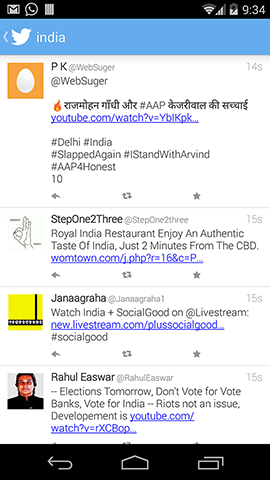 9:34
india
P K @WebSuger 14s
@WebSuger
🔥राजमोहन गाँधी और #AAP केजरीवाल की सच्चाई
youtube.com/watch?v=YbIKpk…
#Delhi #India
#SlappedAgain #IStandWithArvind
#AAP4Honest
10
StepOne2Three @StepOne2three 15s
Royal India Restaurant Enjoy An Authentic
Taste Of India, Just 2 Minutes From The CBD.
womtown.com/j.php?r=16&c=P…
Janaagraha @Janaagraha1 15s
Watch India + SocialGood on @Livestream:
new.livestream.com/plussocialgood…
#socialgood
Rahul Easwar @RahulEaswar 15s
-- Elections Tomorrow, Don't Vote for Vote
Banks, Vote for India -- Riots not an issue,
Developement is youtube.com/
watch?v=rXCBop…